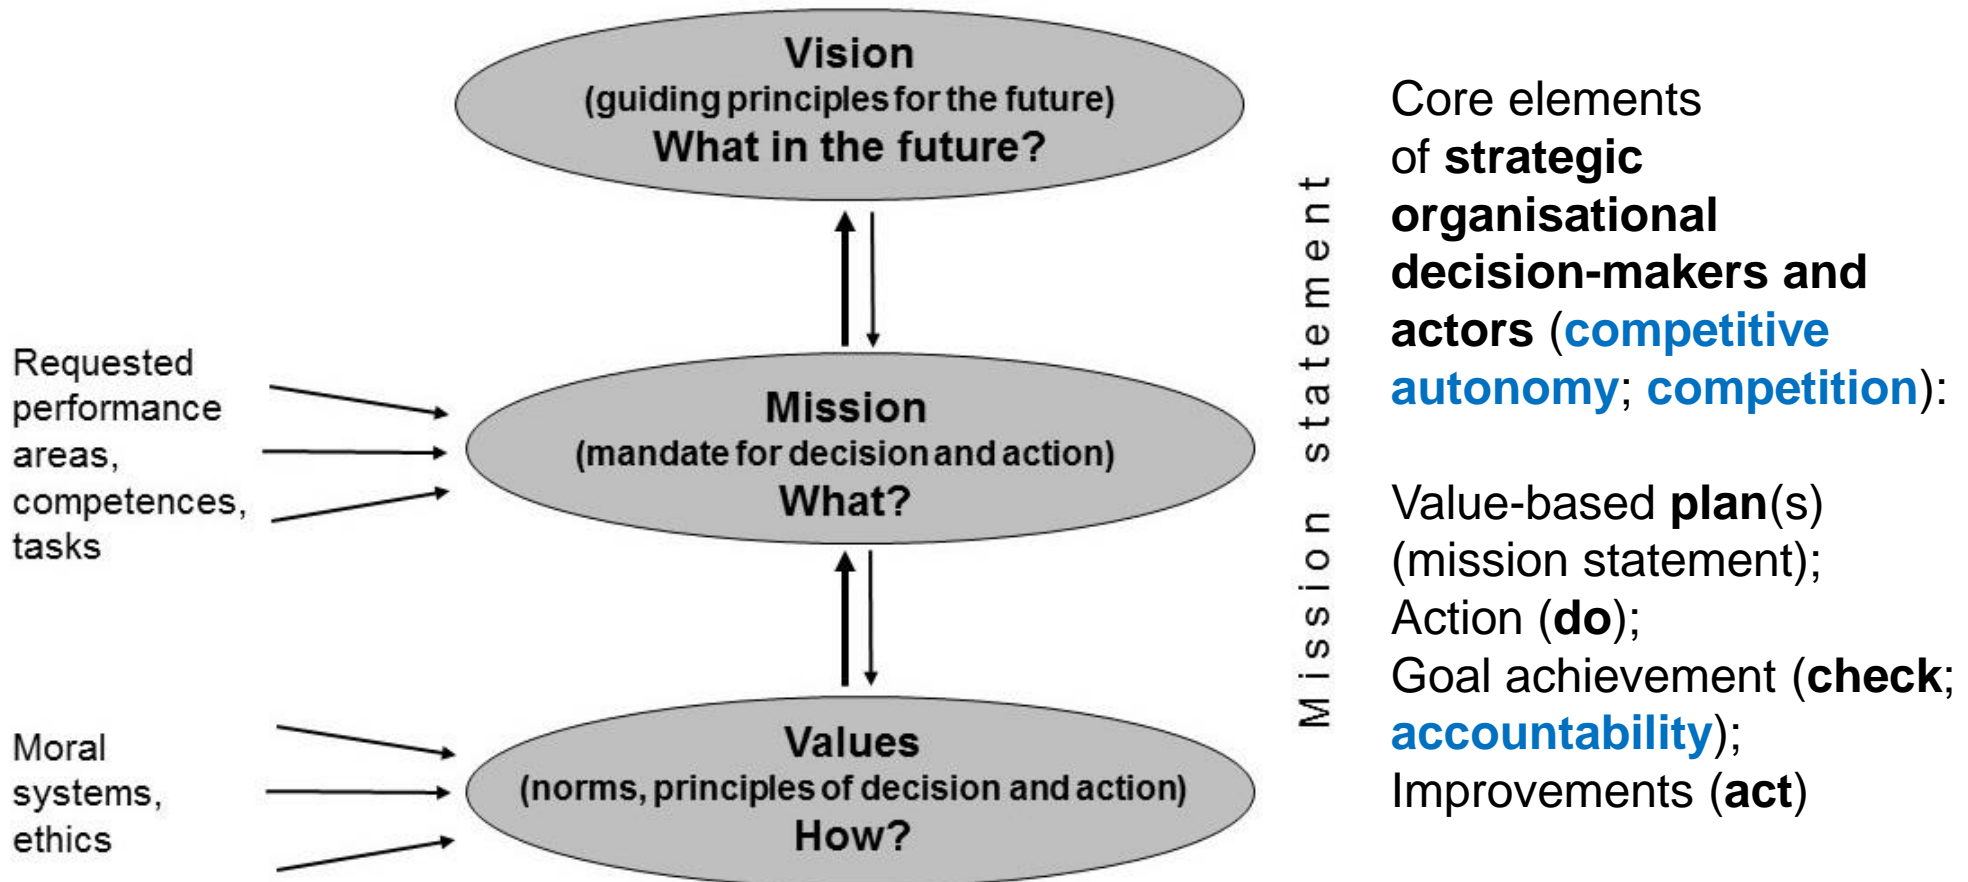 Vision
(guiding principles for the future)
What in the future?
Requested
performance
areas,
competences,
tasks
Mission
(mandate for decision and action)
What?
Moral
systems,
ethics
Values
(norms, principles of decision and action)
How?
Mission statement
Core elements
of strategic
organisational
decision-makers and
actors (competitive
autonomy; competition):
Value-based plan(s)
(mission statement);
Action (do);
Goal achievement (check;
accountability);
Improvements (act)